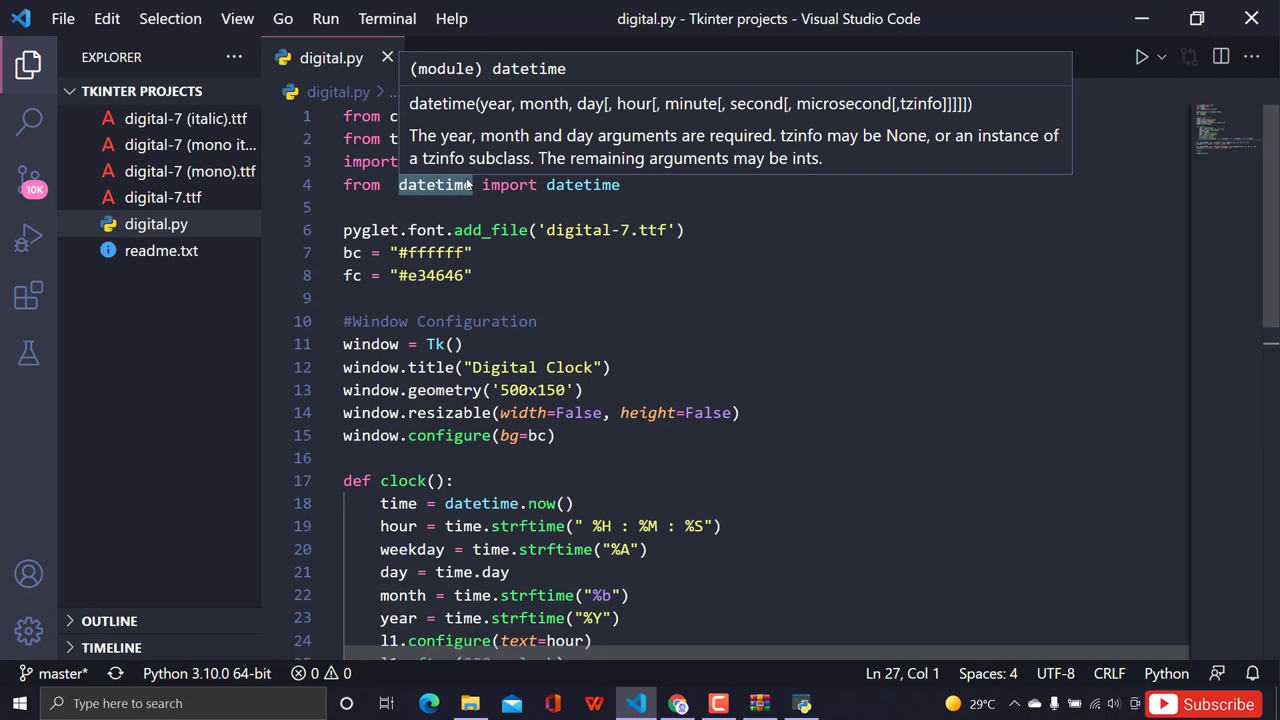 File Edit Selection View Go Run Terminal Help digital.py - Tkinter projects - Visual Studio Code
EXPLORER
TKINTER PROJECTS
digital-7 (italic).ttf
digital-7 (mono it...
digital-7 (mono).ttf
digital-7.ttf
digital.py
readme.txt
OUTLINE
TIMELINE
10K
digital.py
digital.py ...
(module) datetime
datetime(year, month, day[, hour[, minute[, second[, microsecond[,tzinfo]]]]])
The year, month and day arguments are required. tzinfo may be None, or an instance of
a tzinfo subclass. The remaining arguments may be ints.
1 from c
2 from t
3 import
4 from  datetime import datetime
5
6 pyglet.font.add_file('digital-7.ttf')
7 bc = "#ffffff"
8 fc = "#e34646"
9
10 #Window Configuration
11 window = Tk()
12 window.title("Digital Clock")
13 window.geometry('500x150')
14 window.resizable(width=False, height=False)
15 window.configure(bg=bc)
16
17 def clock():
18 time = datetime.now()
19 hour = time.strftime(" %H : %M : %S")
20 weekday = time.strftime("%A")
21 day = time.day
22 month = time.strftime("%b")
23 year = time.strftime("%Y")
24 l1.configure(text=hour)
master* Python 3.10.0 64-bit 0 0 Ln 27, Col 1 Spaces: 4 UTF-8 CRLF Python
Type here to search 29°C Subscribe